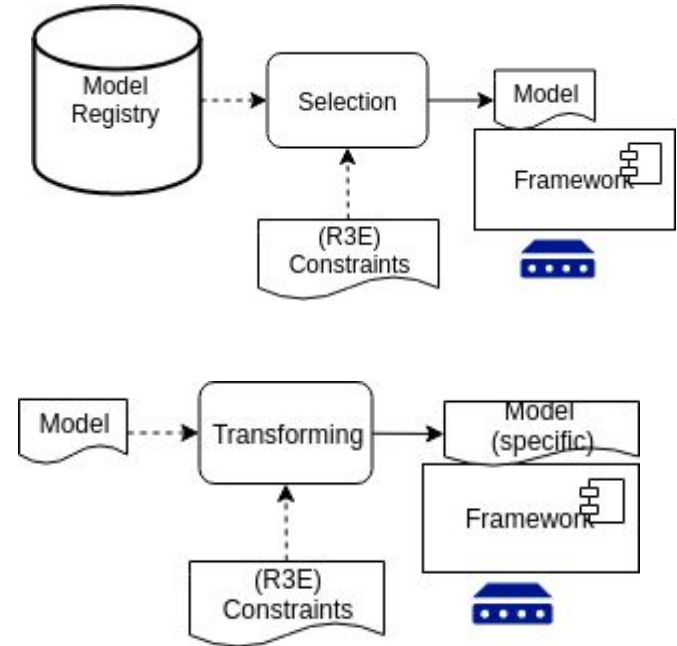 Model
Registry
Selection
Model
Framework
(R3E)
Constraints
Model
Transforming
Model
(specific)
Framework
(R3E)
Constraints